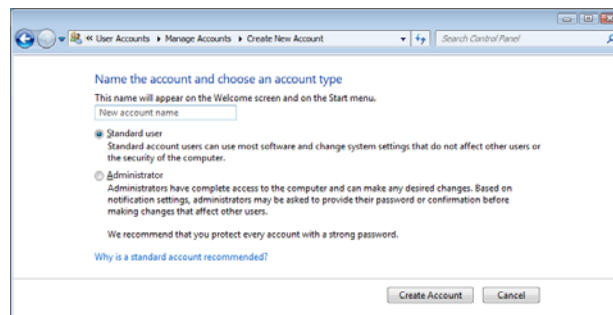 « User Accounts ▸ Manage Accounts ▸ Create New Account
Search Control Panel
Name the account and choose an account type
This name will appear on the Welcome screen and on the Start menu.
New account name
Standard user
Standard account users can use most software and change system settings that do not affect other users or
the security of the computer.
Administrator
Administrators have complete access to the computer and can make any desired changes. Based on
notification settings, administrators may be asked to provide their password or confirmation before
making changes that affect other users.
We recommend that you protect every account with a strong password.
Why is a standard account recommended?
Create Account
Cancel